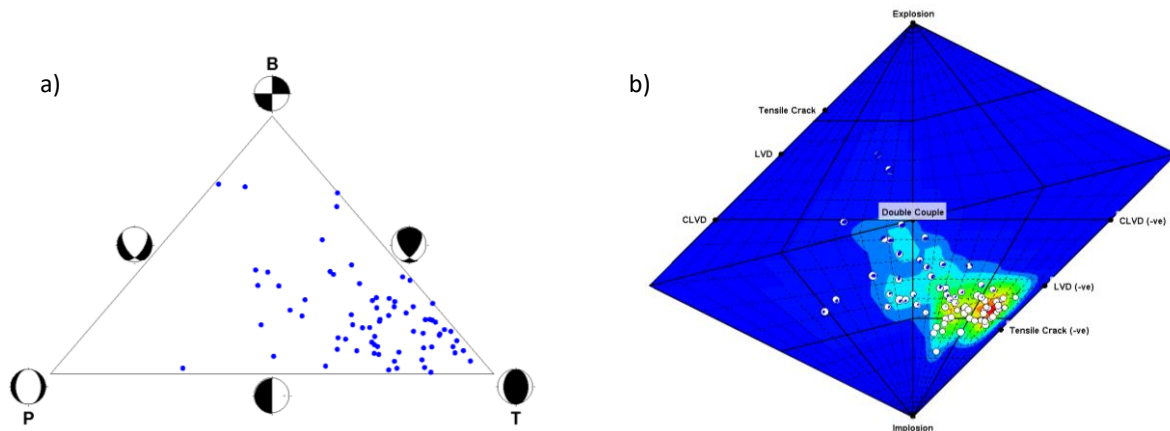 a)
B
P
T
b)
Explosion
Tensile Crack
LVD
CLVD
Double Couple
CLVD (-ve)
LVD (-ve)
Tensile Crack (-ve)
Implosion